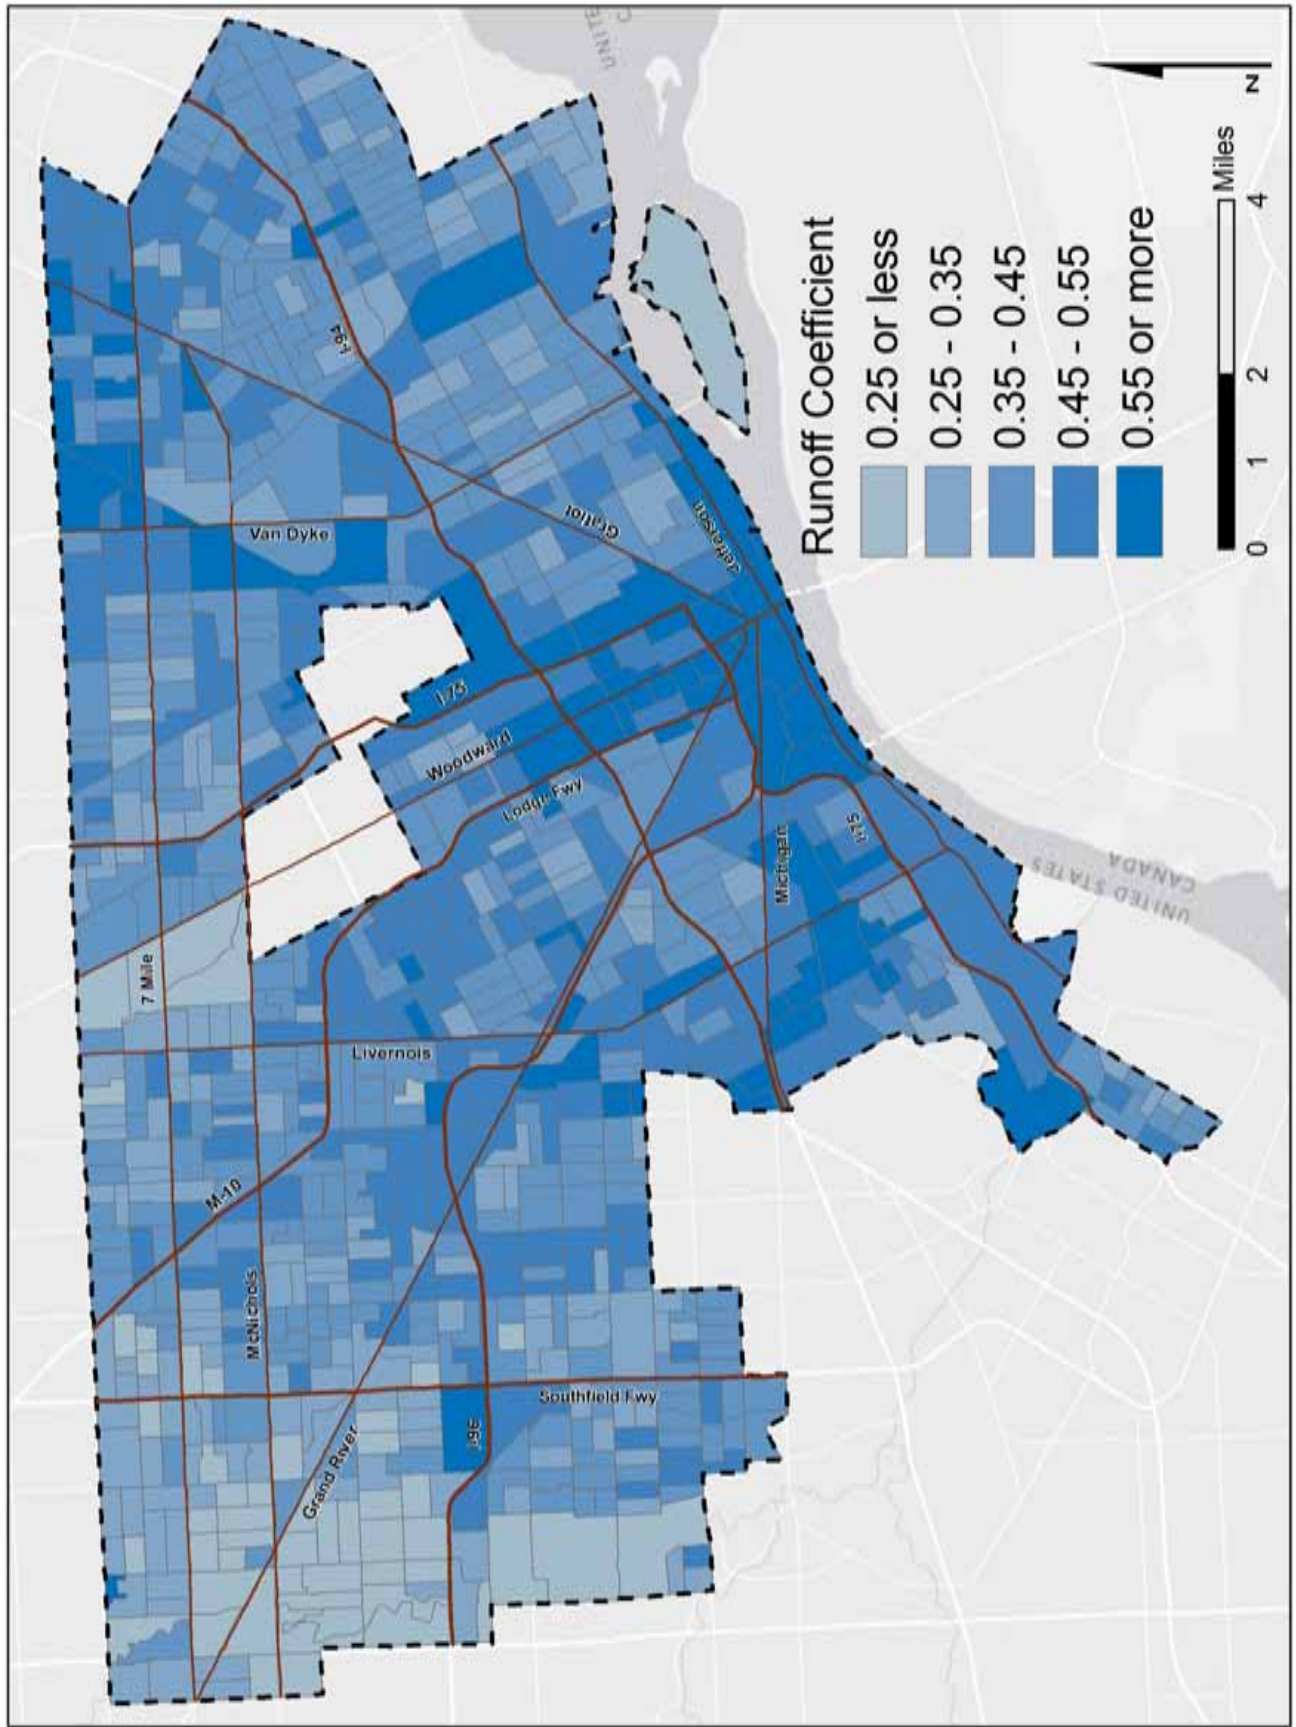 UNITE
C
I-94
Van Dyke
Gratiot
Jefferson
I-75
Woodward
Lodge Fwy
7 Mile
Michigan
I-75
UNITED STATES
CANADA
Livernois
M-10
McNichols
Southfield Fwy
I-96
Grand River
Runoff Coefficient
0.25 or less
0.25 - 0.35
0.35 - 0.45
0.45 - 0.55
0.55 or more
0 1 2 4
Miles
N